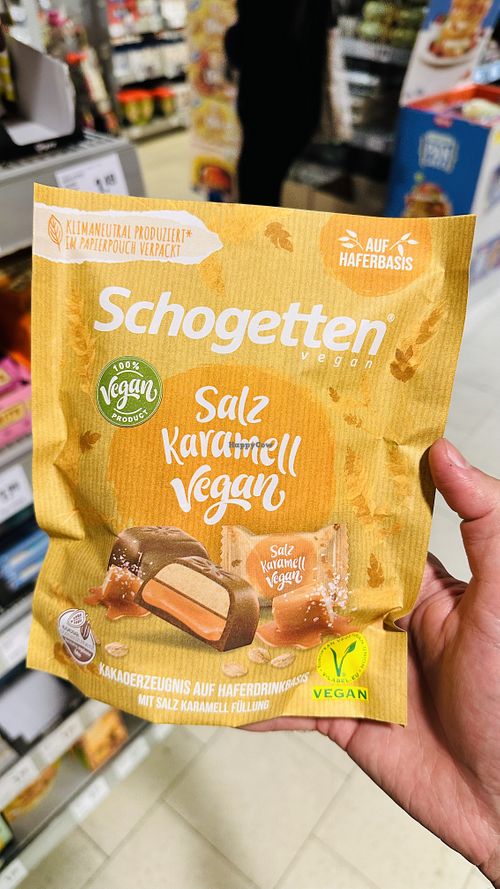 KLIMANEUTRAL PRODUZIERT*
IM PAPIERPOUCH VERPACKT
AUF
HAFERBASIS
Schogetten®
vegan
100%
Vegan
PRODUCT
Salz
Karamell
Vegan
HappyCow
Salz
Karamell
Vegan
KAKAOERZEUGNIS AUF HAFERDRINKBASIS
MIT SALZ KARAMELL FÜLLUNG
VEGAN